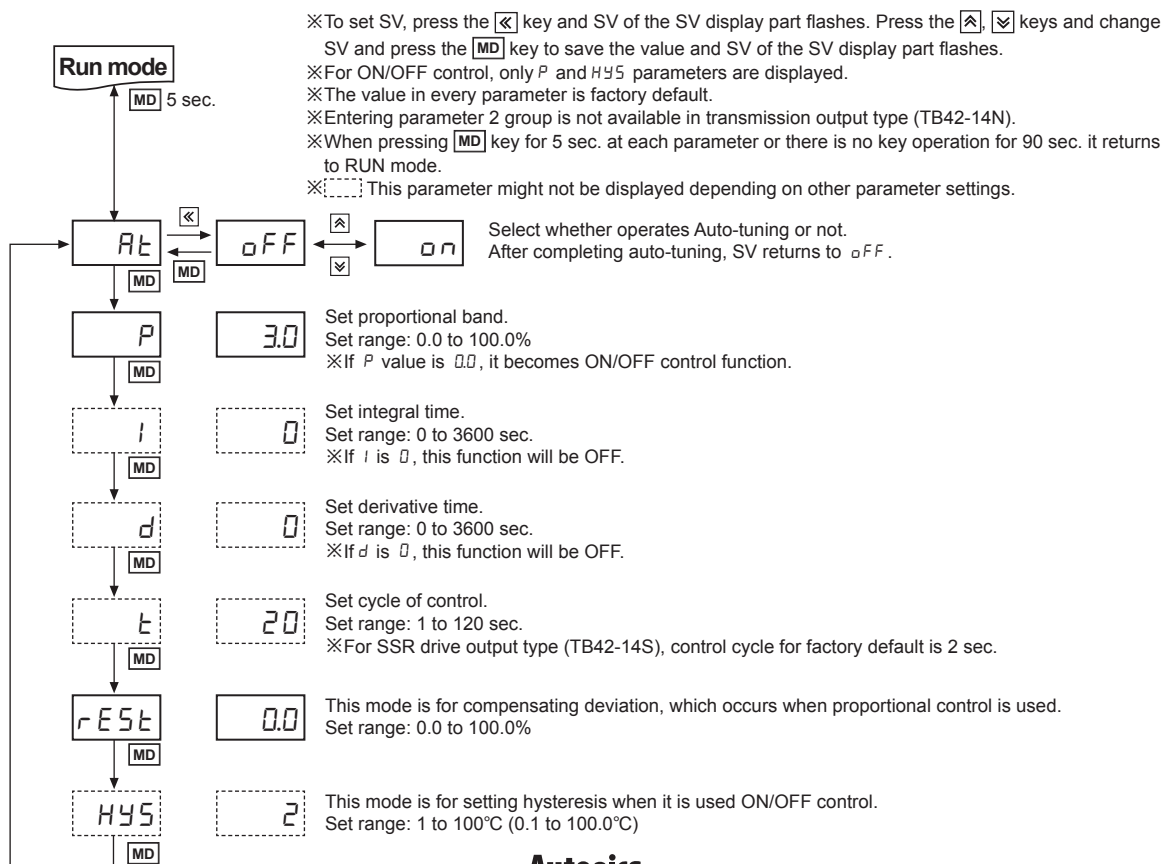 ※To set SV, press the ≪ key and SV of the SV display part flashes. Press the ︽, ︾ keys and change
SV and press the MD key to save the value and SV of the SV display part flashes.
※For ON/OFF control, only P and HYS parameters are displayed.
※The value in every parameter is factory default.
※Entering parameter 2 group is not available in transmission output type (TB42-14N).
※When pressing MD key for 5 sec. at each parameter or there is no key operation for 90 sec. it returns
to RUN mode.
※ This parameter might not be displayed depending on other parameter settings.
Run mode
MD 5 sec.
At
≪
MD
oFF
︽
︾
on
Select whether operates Auto-tuning or not.
After completing auto-tuning, SV returns to oFF.
MD
P
3.0
Set proportional band.
Set range: 0.0 to 100.0%
※If P value is 0.0, it becomes ON/OFF control function.
MD
I
0
Set integral time.
Set range: 0 to 3600 sec.
※If I is 0, this function will be OFF.
MD
d
0
Set derivative time.
Set range: 0 to 3600 sec.
※If d is 0, this function will be OFF.
MD
t
20
Set cycle of control.
Set range: 1 to 120 sec.
※For SSR drive output type (TB42-14S), control cycle for factory default is 2 sec.
MD
rESt
0.0
This mode is for compensating deviation, which occurs when proportional control is used.
Set range: 0.0 to 100.0%
MD
HYS
2
This mode is for setting hysteresis when it is used ON/OFF control.
Set range: 1 to 100℃ (0.1 to 100.0℃)
MD